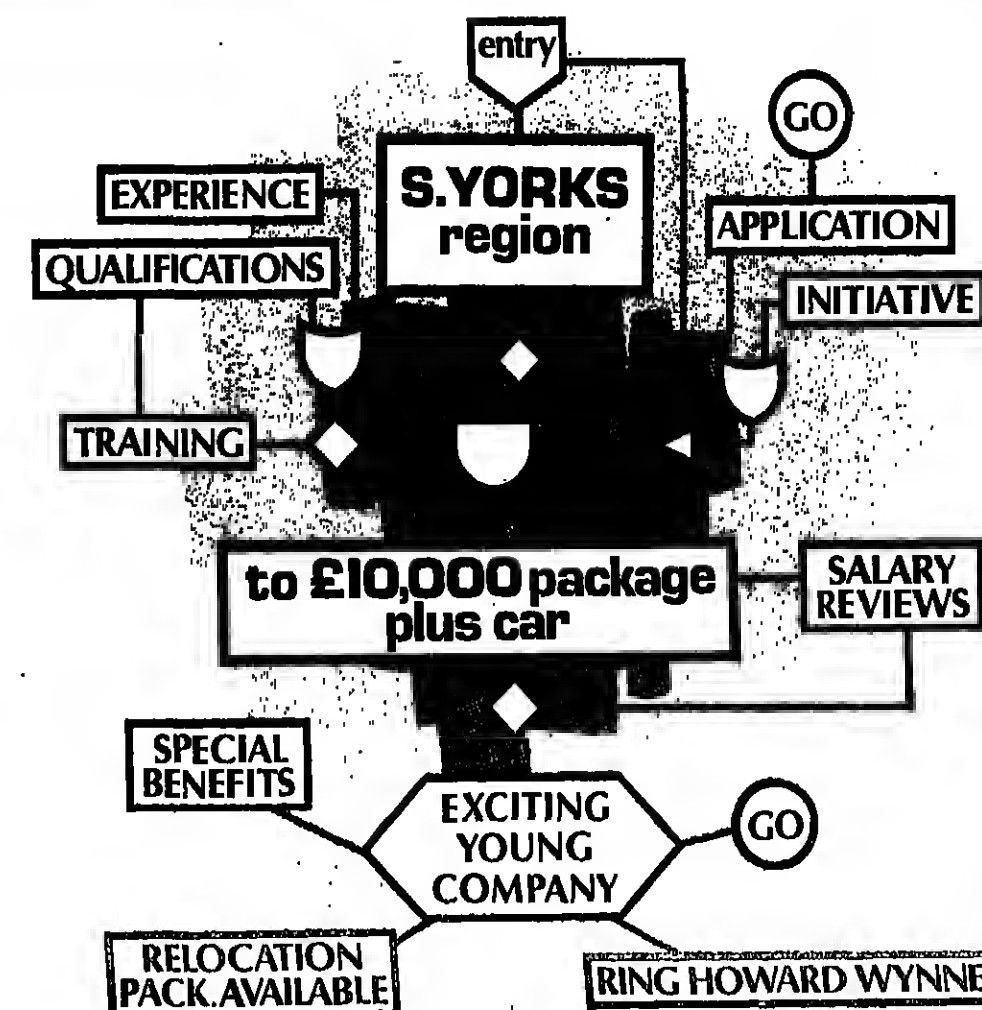 entry
GO
S.YORKS
region
EXPERIENCE
APPLICATION
QUALIFICATIONS
INITIATIVE
TRAINING
to £10,000 package
plus car
SALARY
REVIEWS
SPECIAL
BENEFITS
EXCITING
YOUNG
COMPANY
GO
RELOCATION
PACK.AVAILABLE
RING HOWARD WYNNE